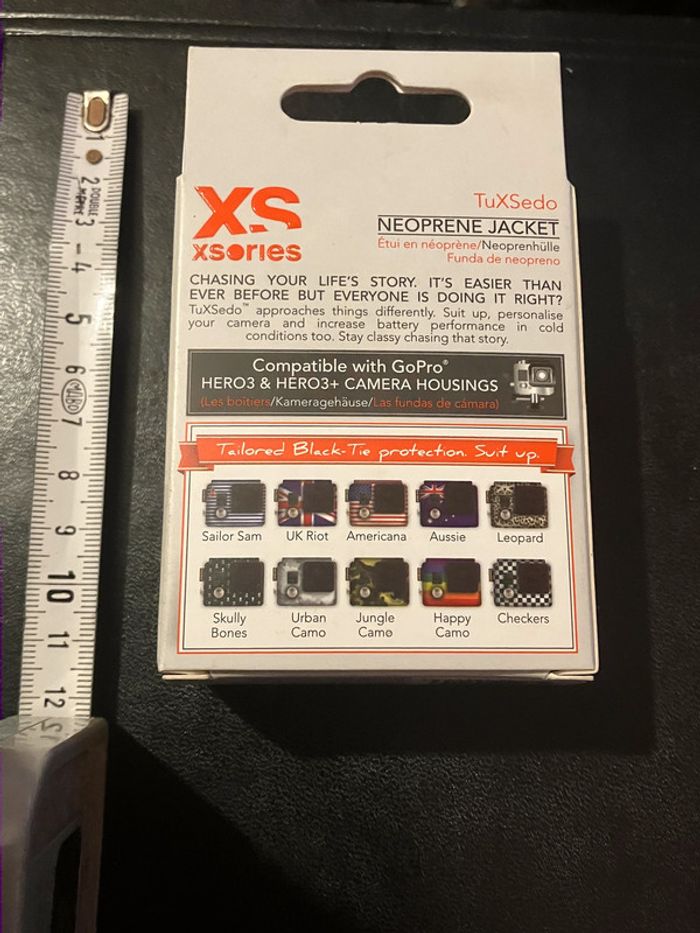 XS
XSORIES
TuXSedo
NEOPRENE JACKET
Étui en néoprène/Neoprenhülle
Funda de neopreno
CHASING YOUR LIFE'S STORY. IT'S EASIER THAN
EVER BEFORE BUT EVERYONE IS DOING IT RIGHT?
TuXSedo™ approaches things differently. Suit up, personalise
your camera and increase battery performance in cold
conditions too. Stay classy chasing that story.
Compatible with GoPro®
HERO3 & HERO3+ CAMERA HOUSINGS
(Les boîtiers/Kameragehäuse/Las fundas de cámara)
Tailored Black-Tie protection. Suit up.
Sailor Sam
UK Riot
Americana
Aussie
Leopard
Skully
Bones
Urban
Camo
Jungle
Camo
Happy
Camo
Checkers
1
2
3
4
5
6
7
8
9
10
11
12